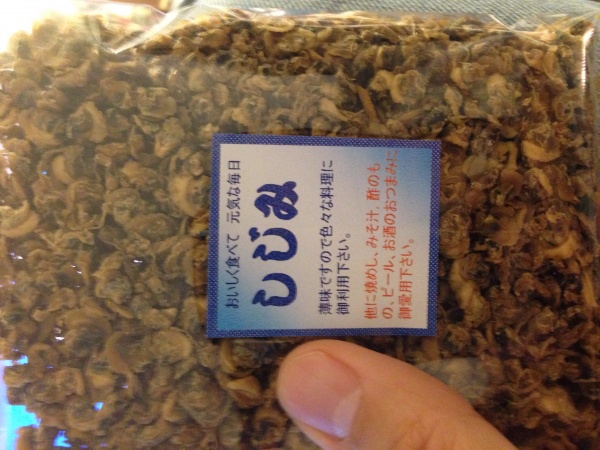 おいしく食べて 元気な毎日
しじみ
薄味ですので色々な料理に
御利用下さい。
他に焼めし、みそ汁、酢のも
の、ビール、お酒のおつまみに
御愛用下さい。